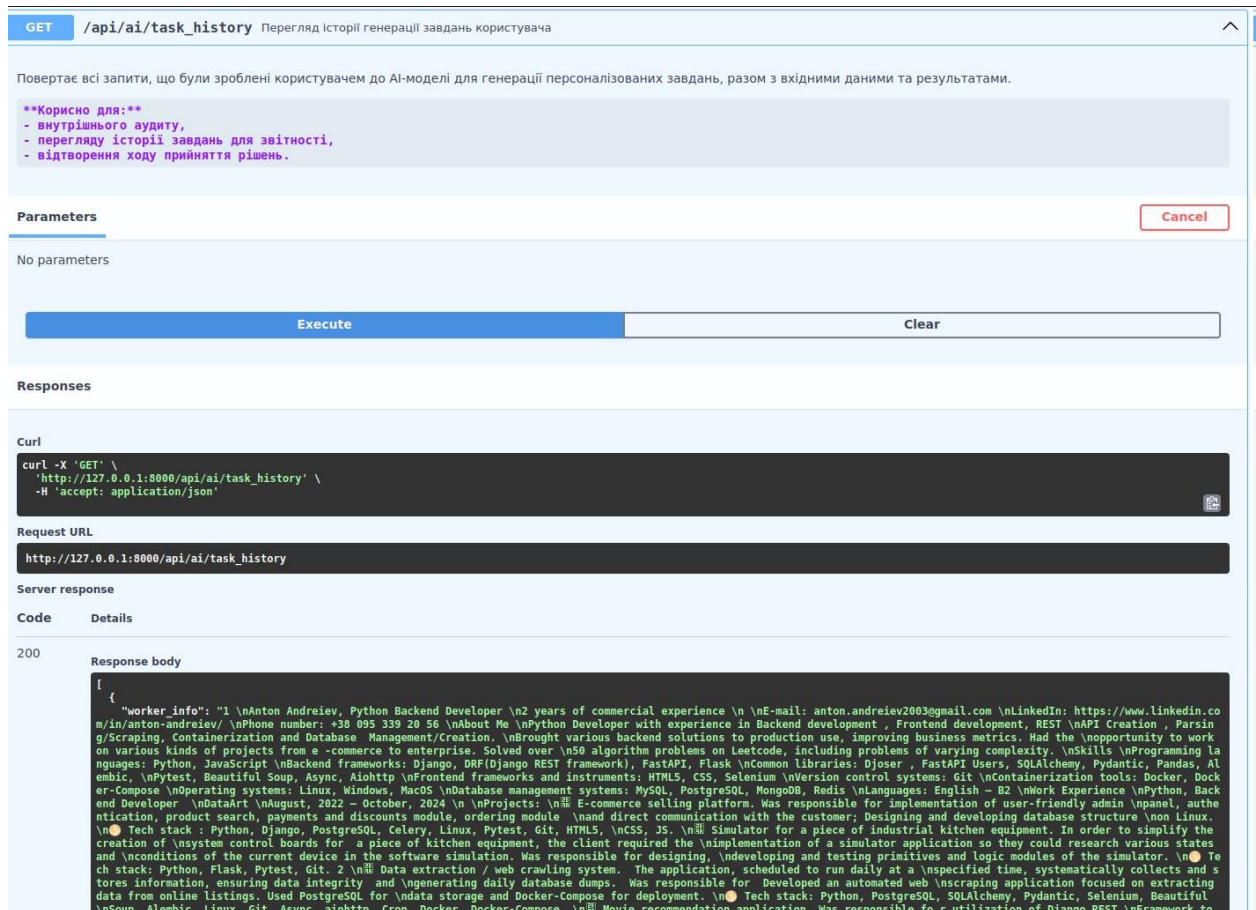 GET /api/ai/task_history Перегляд історії генерації завдань користувача
Повертає всі запити, що були зроблені користувачем до AI-моделі для генерації персоналізованих завдань, разом з вхідними даними та результатами.
**Корисно для:**
- внутрішнього аудиту,
- перегляду історії завдань для звітності,
- відтворення ходу прийняття рішень.
Parameters
Cancel
No parameters
Execute
Clear
Responses
Curl
curl -X 'GET' \
'http://127.0.0.1:8000/api/ai/task_history' \
-H 'accept: application/json'
Request URL
http://127.0.0.1:8000/api/ai/task_history
Server response
Code Details
200
Response body
[
{
"worker_info": "1 \nAnton Andreiev, Python Backend Developer \n2 years of commercial experience \n \nE-mail: anton.andreiev2003@gmail.com \nLinkedIn: https://www.linkedin.co
m/in/anton-andreiev/ \nPhone number: +38 095 339 20 56 \nAbout Me \nPython Developer with experience in Backend development , Frontend development, REST \nAPI Creation , Parsin
g/Scraping, Containerization and Database  Management/Creation. \nBrought various backend solutions to production use, improving business metrics. Had the \nopportunity to work
on various kinds of projects from e -commerce to enterprise. Solved over \n50 algorithm problems on Leetcode, including problems of varying complexity. \nSkills \nProgramming la
nguages: Python, JavaScript \nBackend frameworks: Django, DRF(Django REST framework), FastAPI, Flask \nCommon libraries: Djoser , FastAPI Users, SQLAlchemy, Pydantic, Pandas, Al
embic, \nPytest, Beautiful Soup, Async, Aiohttp \nFrontend frameworks and instruments: HTML5, CSS, Selenium \nVersion control systems: Git \nContainerization tools: Docker, Dock
er-Compose \nOperating systems: Linux, Windows, MacOS \nDatabase management systems: MySQL, PostgreSQL, MongoDB, Redis \nLanguages: English – B2 \nWork Experience \nPython, Back
end Developer  \nDataArt \nAugust, 2022 – October, 2024 \n \nProjects: \n E-commerce selling platform. Was responsible for implementation of user-friendly admin \npanel, authe
ntication, product search, payments and discounts module, ordering module  \nand direct communication with the customer; Designing and developing database structure \non Linux.
\n Tech stack : Python, Django, PostgreSQL, Celery, Linux, Pytest, Git, HTML5, \nCSS, JS. \n Simulator for a piece of industrial kitchen equipment. In order to simplify the
creation of \nsystem control boards for  a piece of kitchen equipment, the client required the \nimplementation of a simulator application so they could research various states
and \nconditions of the current device in the software simulation. Was responsible for designing, \ndeveloping and testing primitives and logic modules of the simulator. \n Te
ch stack: Python, Flask, Pytest, Git. 2 \n Data extraction / web crawling system.  The application, scheduled to run daily at a \nspecified time, systematically collects and s
tores information, ensuring data integrity  and \ngenerating daily database dumps.  Was responsible for  Developed an automated web \nscraping application focused on extracting
data from online listings. Used PostgreSQL for \ndata storage and Docker-Compose for deployment. \n Tech stack: Python, PostgreSQL, SQLAlchemy, Pydantic, Selenium, Beautiful
\nSoup, Alembic, Linux, Git, Async, aiohttp, Cron, Docker, Docker-Compose. \n Movie recommendation application. Was responsible fo r utilization of Django REST \nFramework to